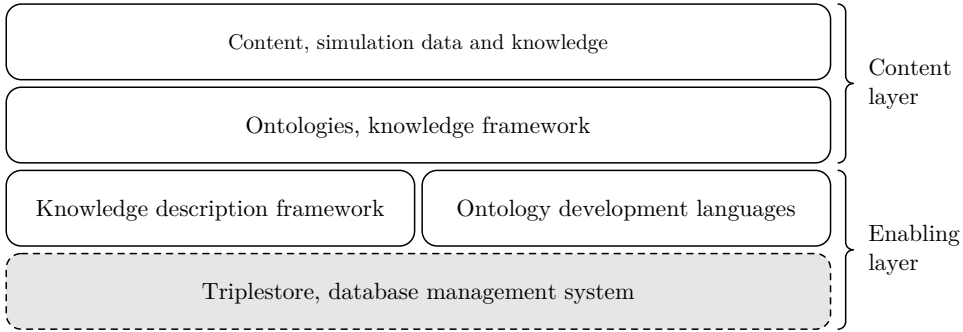 Content, simulation data and knowledge
Content
layer
Ontologies, knowledge framework
Knowledge description framework
Ontology development languages
Enabling
layer
Triplestore, database management system